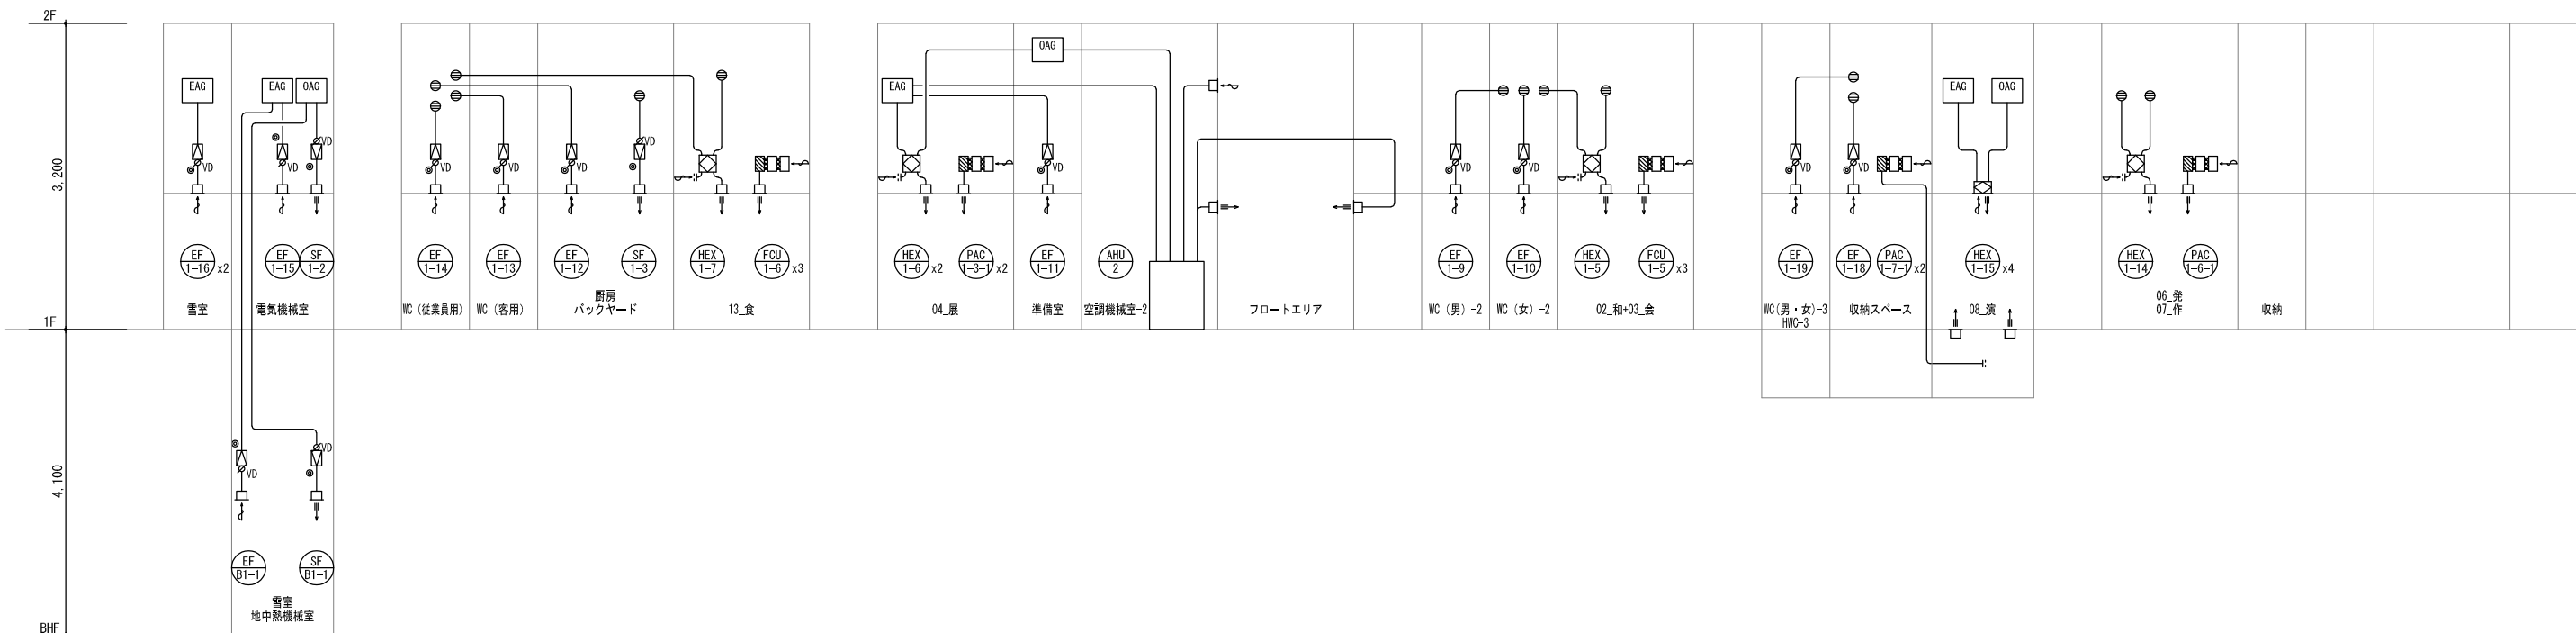 2F
EAG
EAG
OAG
OAG
EAG
EAG
OAG
VD
VD
VD
VD
VD
VD
VD
VD
VD
VD
VD
VD
3,200
EF
1-16
x2
EF
1-15
SF
1-2
EF
1-14
EF
1-13
EF
1-12
SF
1-3
HEX
1-7
FCU
1-6
x3
HEX
1-6
x2
PAC
1-3-1
x2
EF
1-11
AHU
2
EF
1-9
EF
1-10
HEX
1-5
FCU
1-5
x3
EF
1-19
EF
1-18
PAC
1-7-1
x2
HEX
1-15
x4
HEX
1-14
PAC
1-6-1
雪室
電気機械室
WC（従業員用）
WC（客用）
厨房
バックヤード
13_食
04_展
準備室
空調機械室-2
フロートエリア
WC（男）-2
WC（女）-2
02_和+03_会
WC(男・女)-3
HWC-3
収納スペース
08_演
06_発
07_作
収納
1F
4,100
VD
VD
EF
B1-1
SF
B1-1
雪室
地中熱機械室
BHF